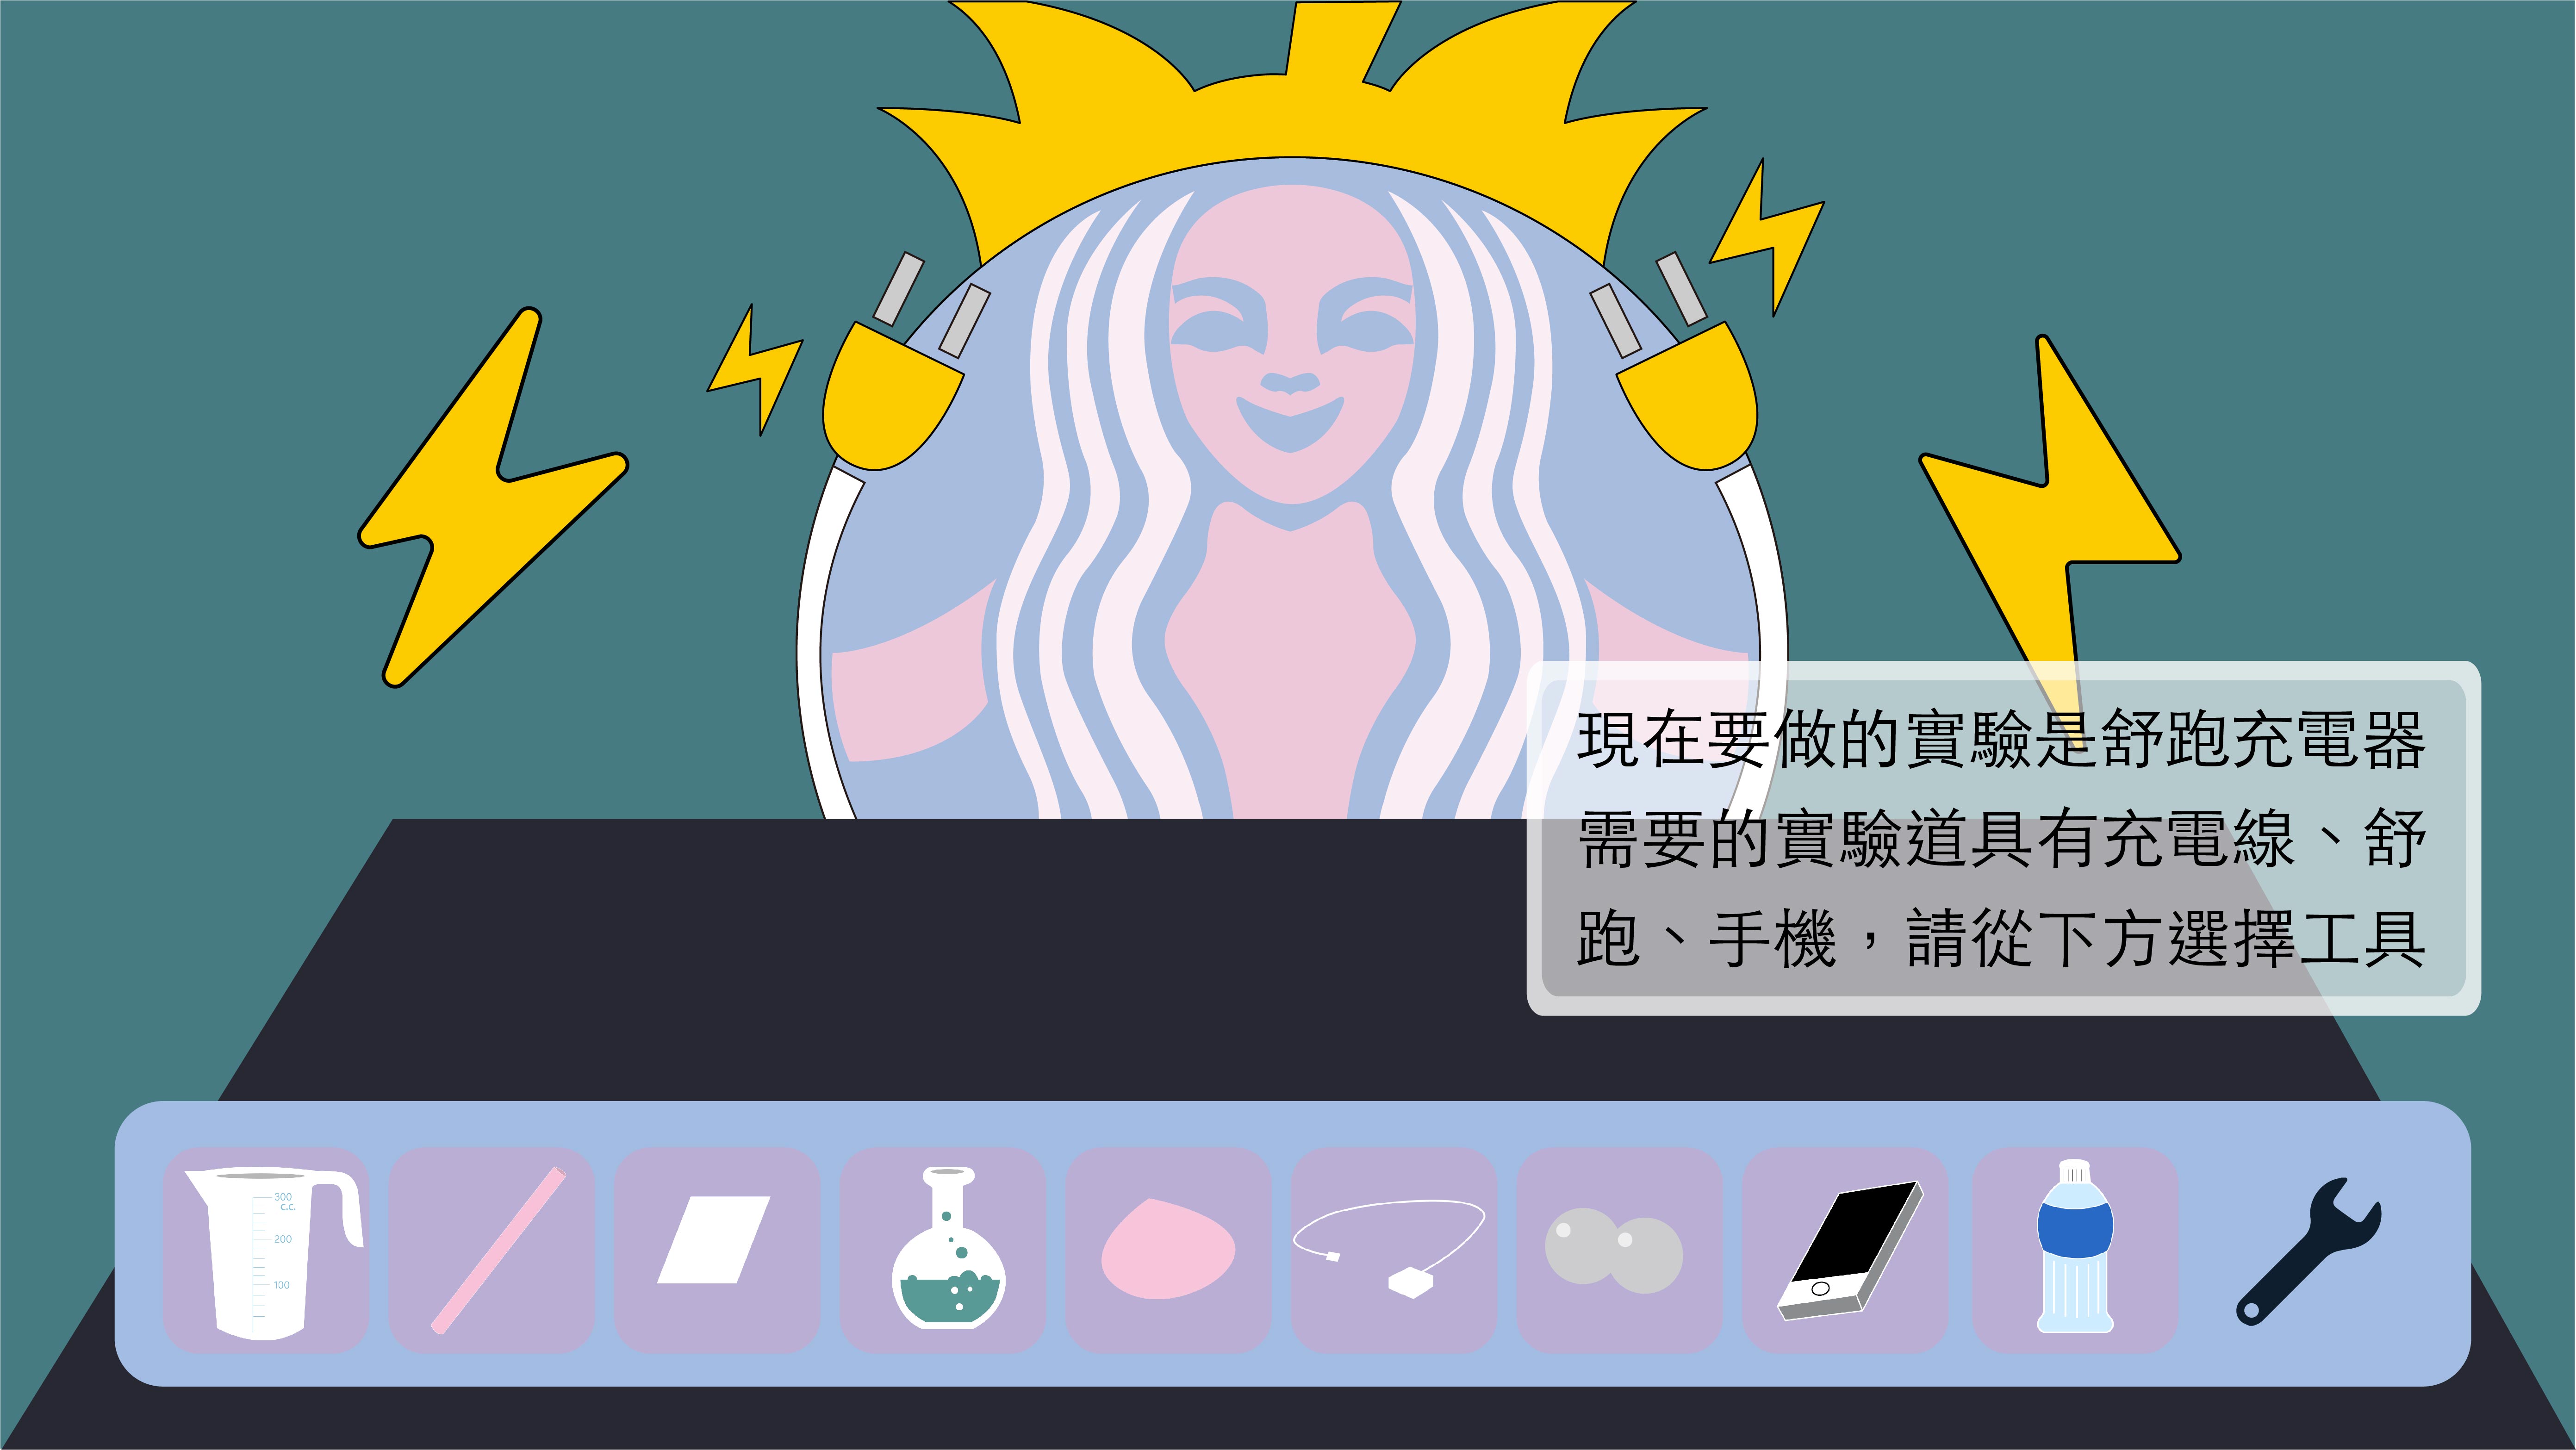 現在要做的實驗是舒跑充電器
需要的實驗道具有充電線、舒
跑、手機，請從下方選擇工具
300
c.c.
200
100